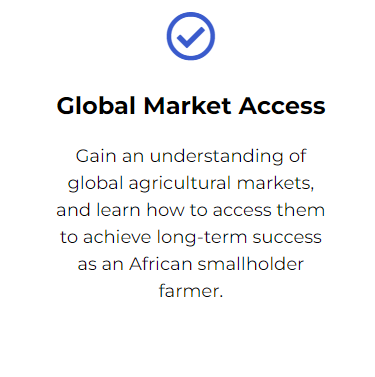 Global Market Access
Gain an understanding of
global agricultural markets,
and learn how to access them
to achieve long-term success
as an African smallholder
farmer.